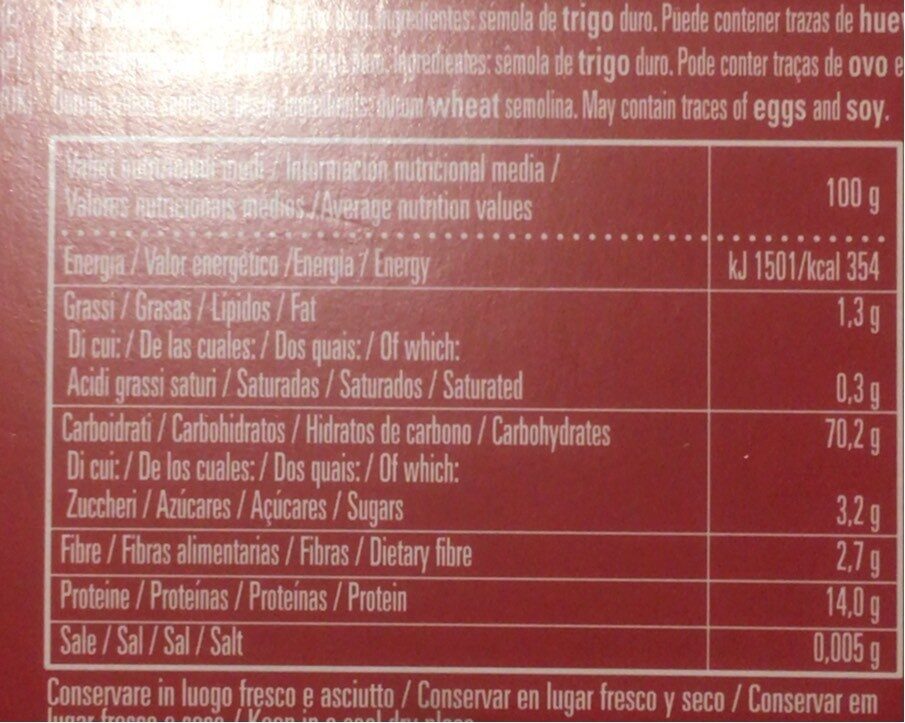 ingredientes: sémola de trigo duro. Puede contener trazas de
Ingredientes: sêmola de trigo duro. Pode conter traças de ovo e
wheat semolina. May contain traces of eggs and soy.
/ Información nutricional media /
Valores nutricionais médios / Average nutrition values
100 g
Energia / Valor energético /Energia / Energy
kJ 1501/kcal 354
Grassi / Grasas / Lípidos / Fat
1,3 g
Di cui: / De las cuales: / Dos quais: / Of which:
Acidi grassi saturi / Saturadas / Saturados / Saturated
0,3 g
Carboidrati / Carbohidratos / Hidratos de carbono / Carbohydrates
70,2 g
Di cui: / De los cuales: / Dos quais: / Of which:
Zuccheri / Azúcares / Açúcares / Sugars
3,2 g
Fibre / Fibras alimentarias / Fibras / Dietary fibre
2,7 g
Proteine / Proteínas / Proteínas / Protein
14,0 g
Sale / Sal / Sal / Salt
0,005 g
Conservare in luogo fresco e asciutto / Conservar en lugar fresco y seco / Conservar em